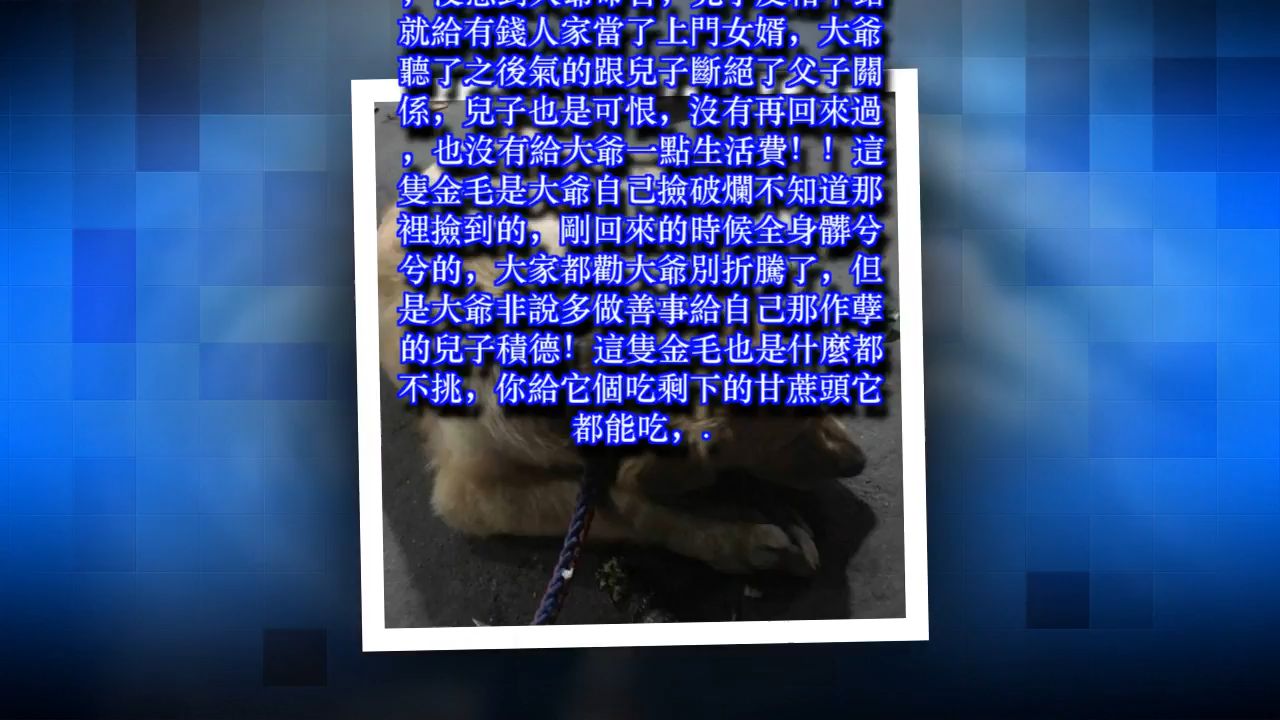 就給有錢人家當了上門女婿，大爺
聽了之後氣的跟兒子斷絕了父子關
係，兒子也是可恨，沒有再回來過
，也沒有給大爺一點生活費！！這
隻金毛是大爺自己撿破爛不知道那
裡撿到的，剛回來的時候全身髒兮
兮的，大家都勸大爺別折騰了，但
是大爺非說多做善事給自己那作孽
的兒子積德！這隻金毛也是什麼都
不挑，你給它個吃剩下的甘蔗頭它
都能吃，.